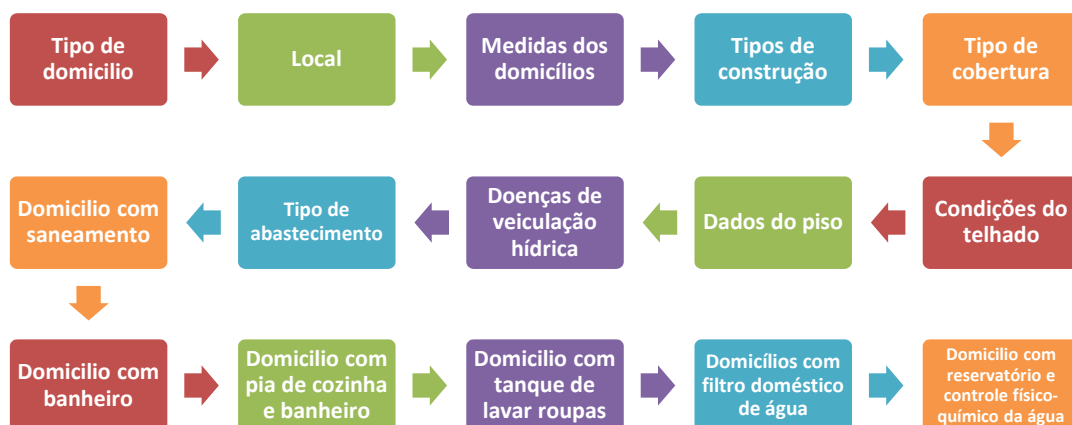 Tipo de
domicilio
Local
Medidas dos
domicílios
Tipos de
construção
Tipo de
cobertura
Condições do
telhado
Dados do piso
Doenças de
veiculação
hídrica
Tipo de
abastecimento
Domicilio com
saneamento
Domicilio com
banheiro
Domicilio com
pia de cozinha
e banheiro
Domicilio com
tanque de
lavar roupas
Domicílios com
filtro doméstico
de água
Domicilio com
reservatório e
controle físico-
químico da água